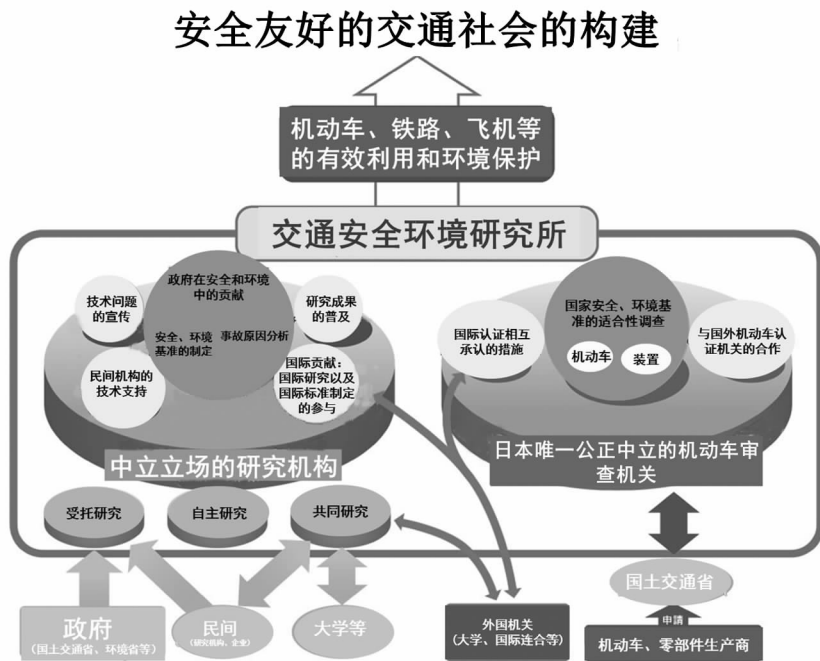 安全友好的交通社会的构建
机动车、铁路、飞机等
的有效利用和环境保护
交通安全环境研究所
政府在安全和环境
中的贡献
安全、环境
基准的制定
事故原因分析
技术问题
的宣传
研究成果
的普及
民间机构的
技术支持
国际贡献：
国际研究以及
国际标准制定
的参与
中立立场的研究机构
国家安全、环境基
准的适合性调查
机动车
装置
国际认证相互
承认的措施
与国外机动车认
证机关的合作
日本唯一公正中立的机动车审
查机关
受托研究
自主研究
共同研究
政府
(国土交通省、环境省等)
民间
(研究机构、企业)
大学等
外国机关
(大学、国际连合等)
国土交通省
申請
机动车、零部件生产商